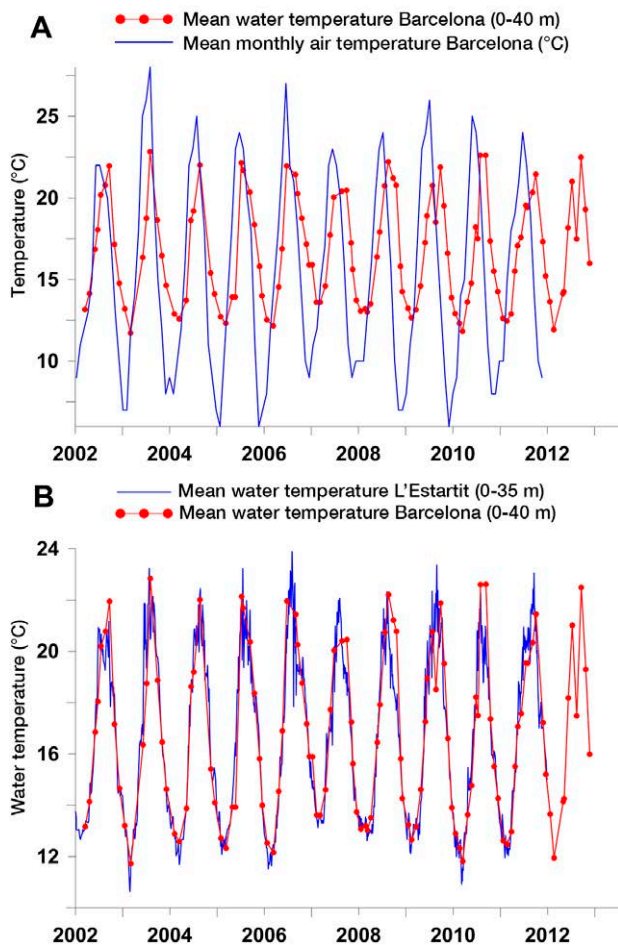 A
Mean water temperature Barcelona (0-40 m)
Mean monthly air temperature Barcelona (°C)
Temperature (°C)
25
20
15
10
2002 2004 2006 2008 2010 2012
B
Mean water temperature L'Estartit (0-35 m)
Mean water temperature Barcelona (0-40 m)
Water temperature (°C)
24
20
16
12
2002 2004 2006 2008 2010 2012